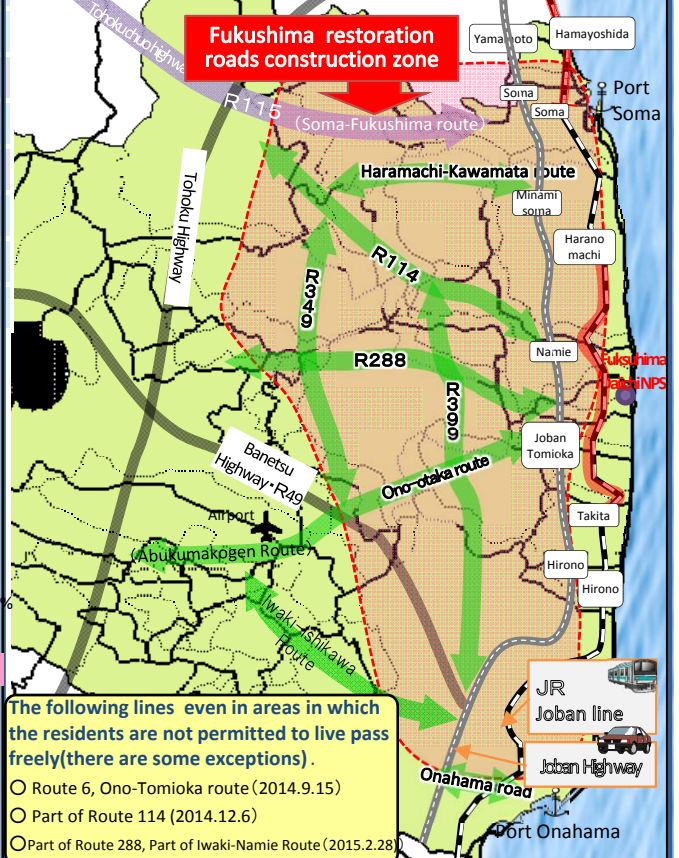 Fukushima restoration
roads construction zone
Tohokuchuohighway
R115
(Soma-Fukushima route)
Yamamoto
Hamayoshida
Soma
Soma
Port
Soma
Haramachi-Kawamata route
Minami
soma
Tohoku Highway
Harano
machi
R114
R349
R288
Namie
Fuksuhima
Daiichi NPS
R399
Joban
Tomioka
Banetsu
Highway・R49
Ono-otaka route
Airport
(Abukumakogen Route)
Takita
Hirono
Hirono
Iwaki-Ishikawa
Route
%
JR
Joban line
Joban Highway
Onahama road
Port Onahama
The following lines even in areas in which
the residents are not permitted to live pass
freely(there are some exceptions).
○ Route 6, Ono-Tomioka route(2014.9.15)
○ Part of Route 114 (2014.12.6)
○Part of Route 288, Part of Iwaki-Namie Route(2015.2.28)